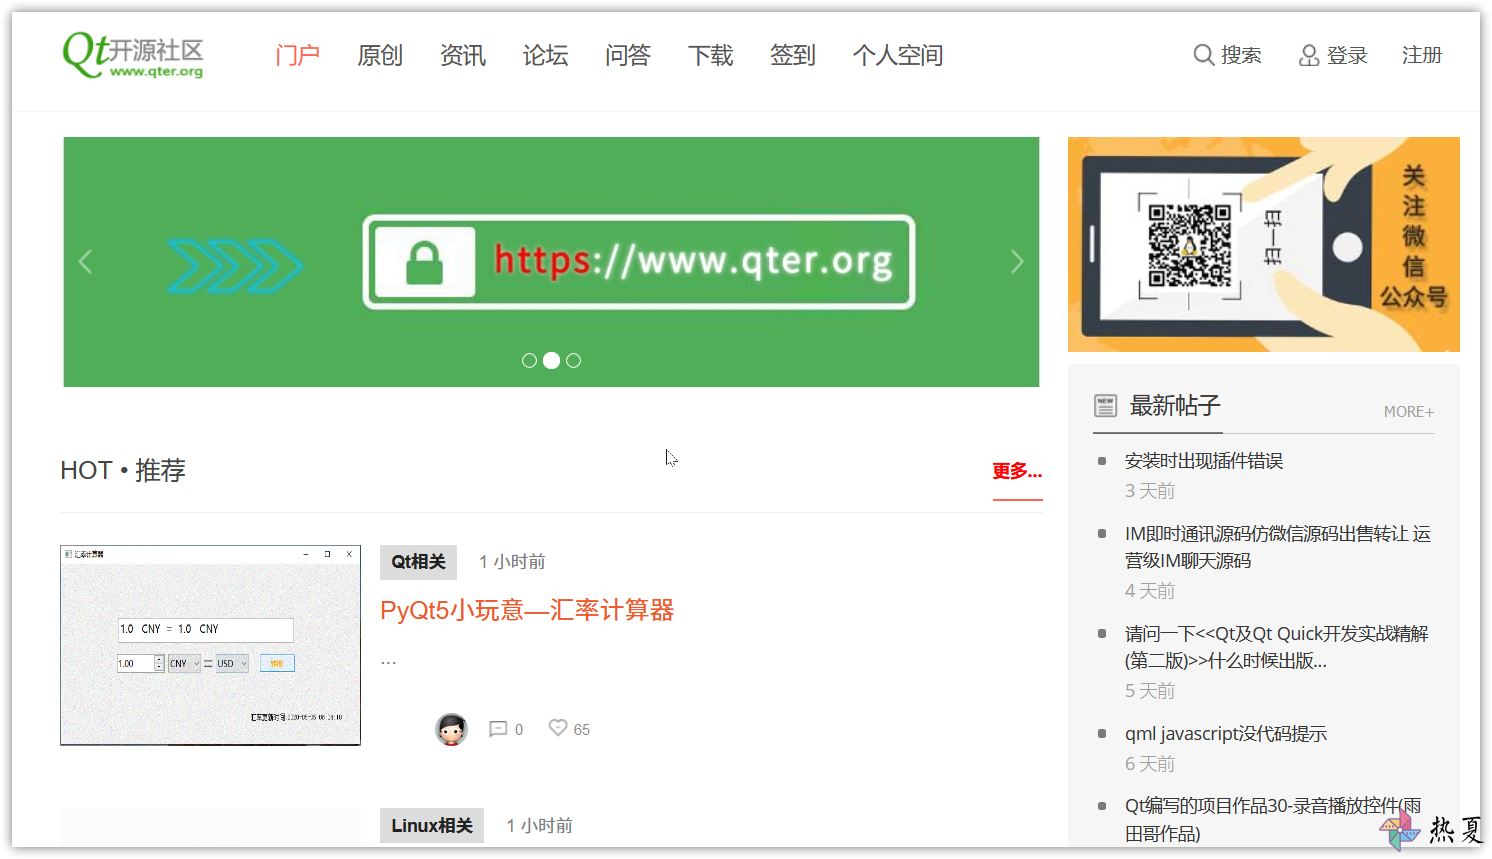 Qt开源社区
www.qter.org
门户 原创 资讯 论坛 问答 下载 签到 个人空间 搜索 登录 注册
https://www.qter.org
扫一扫
关注微信公众号
HOT • 推荐
更多...
汇率计算器
1.0 CNY = 1.0 CNY
1.00 CNY = USD 转换
Qt相关 1 小时前
PyQt5小玩意—汇率计算器
...
0 65
Linux相关 1 小时前
NEW 最新帖子 MORE+
安装时出现插件错误
3 天前
IM即时通讯源码仿微信源码出售转让 运
营级IM聊天源码
4 天前
请问一下<<Qt及Qt Quick开发实战精解
(第二版)>>什么时候出版...
5 天前
qml javascript没代码提示
6 天前
Qt编写的项目作品30-录音播放控件(雨
田哥作品)
热夏